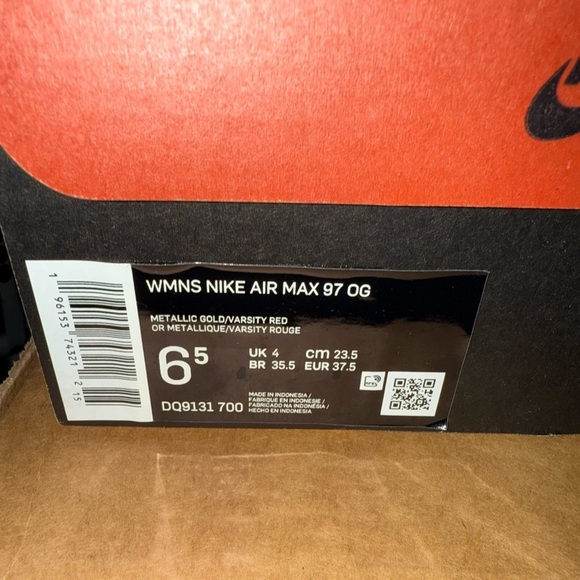 WMNS NIKE AIR MAX 97 OG
METALLIC GOLD/VARSITY RED
OR METALLIQUE/VARSITY ROUGE
6⁵
UK 4 cm 23.5
BR 35.5 EUR 37.5
DQ9131 700
MADE IN INDONESIA /
FABRIQUE EN INDONESIE /
FABRICADO NA INDONÉSIA /
HECHO EN INDONESIA
1 96153 74321 2 15